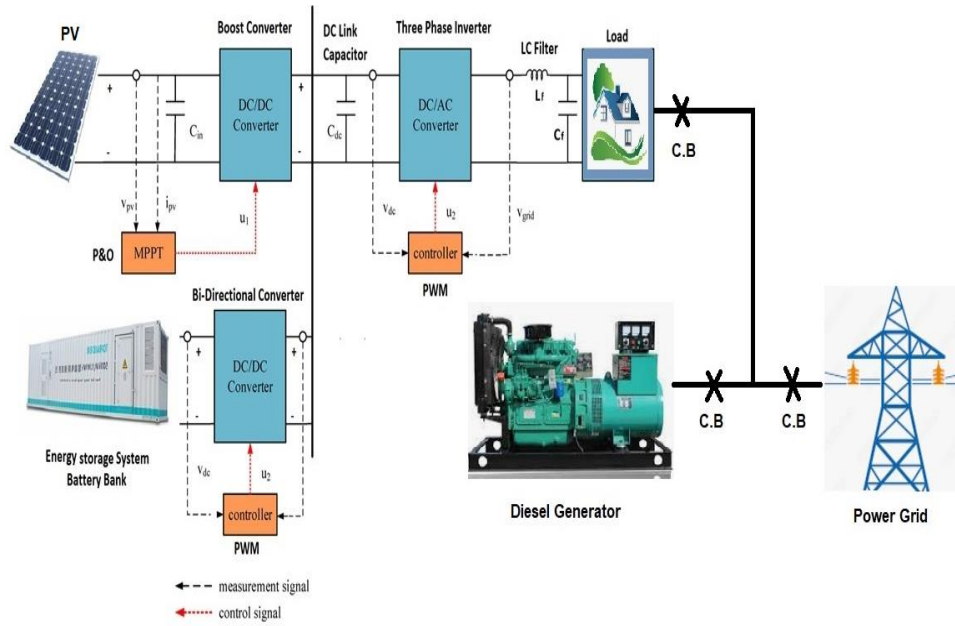 PV
Boost Converter
DC Link
Capacitor
Three Phase Inverter
LC Filter
Load
+
-
Cin
DC/DC
Converter
+
-
Cdc
DC/AC
Converter
Lf
Cf
C.B
vpv
ipv
u1
P&O
MPPT
vdc
u2
vgrid
controller
PWM
Bi-Directional Converter
+
-
DC/DC
Converter
+
-
vdc
u2
controller
PWM
Energy storage System
Battery Bank
C.B
C.B
Diesel Generator
Power Grid
measurement signal
control signal